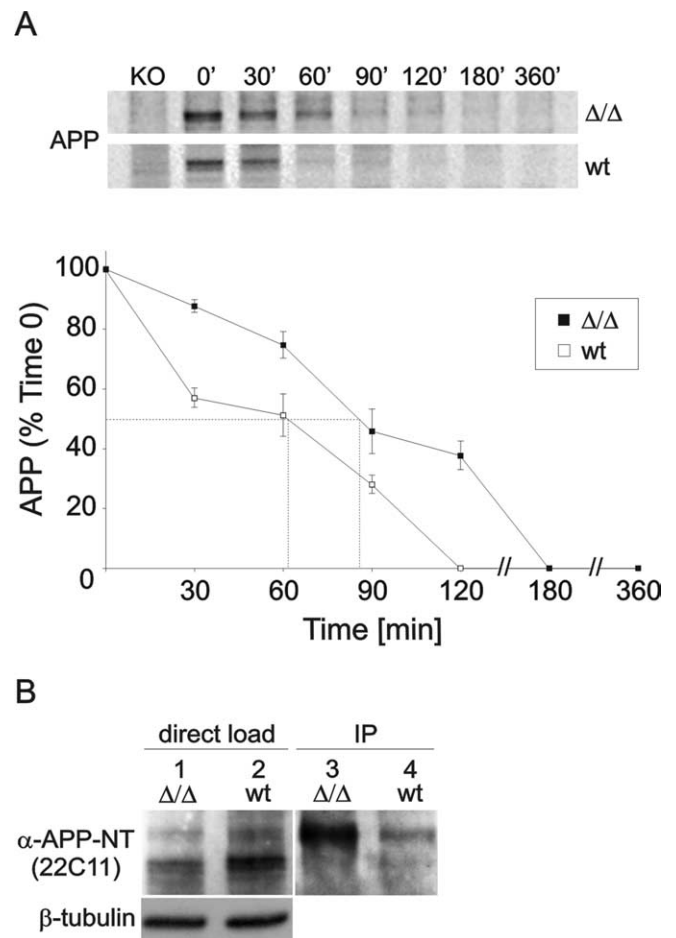 A
KO 0' 30' 60' 90' 120' 180' 360'
APP
Δ/Δ
wt
APP (% Time 0)
100
80
60
40
20
0
Δ/Δ
wt
30 60 90 120 180 360
Time [min]
B
direct load IP
1 2 3 4
Δ/Δ wt Δ/Δ wt
α-APP-NT
(22C11)
β-tubulin